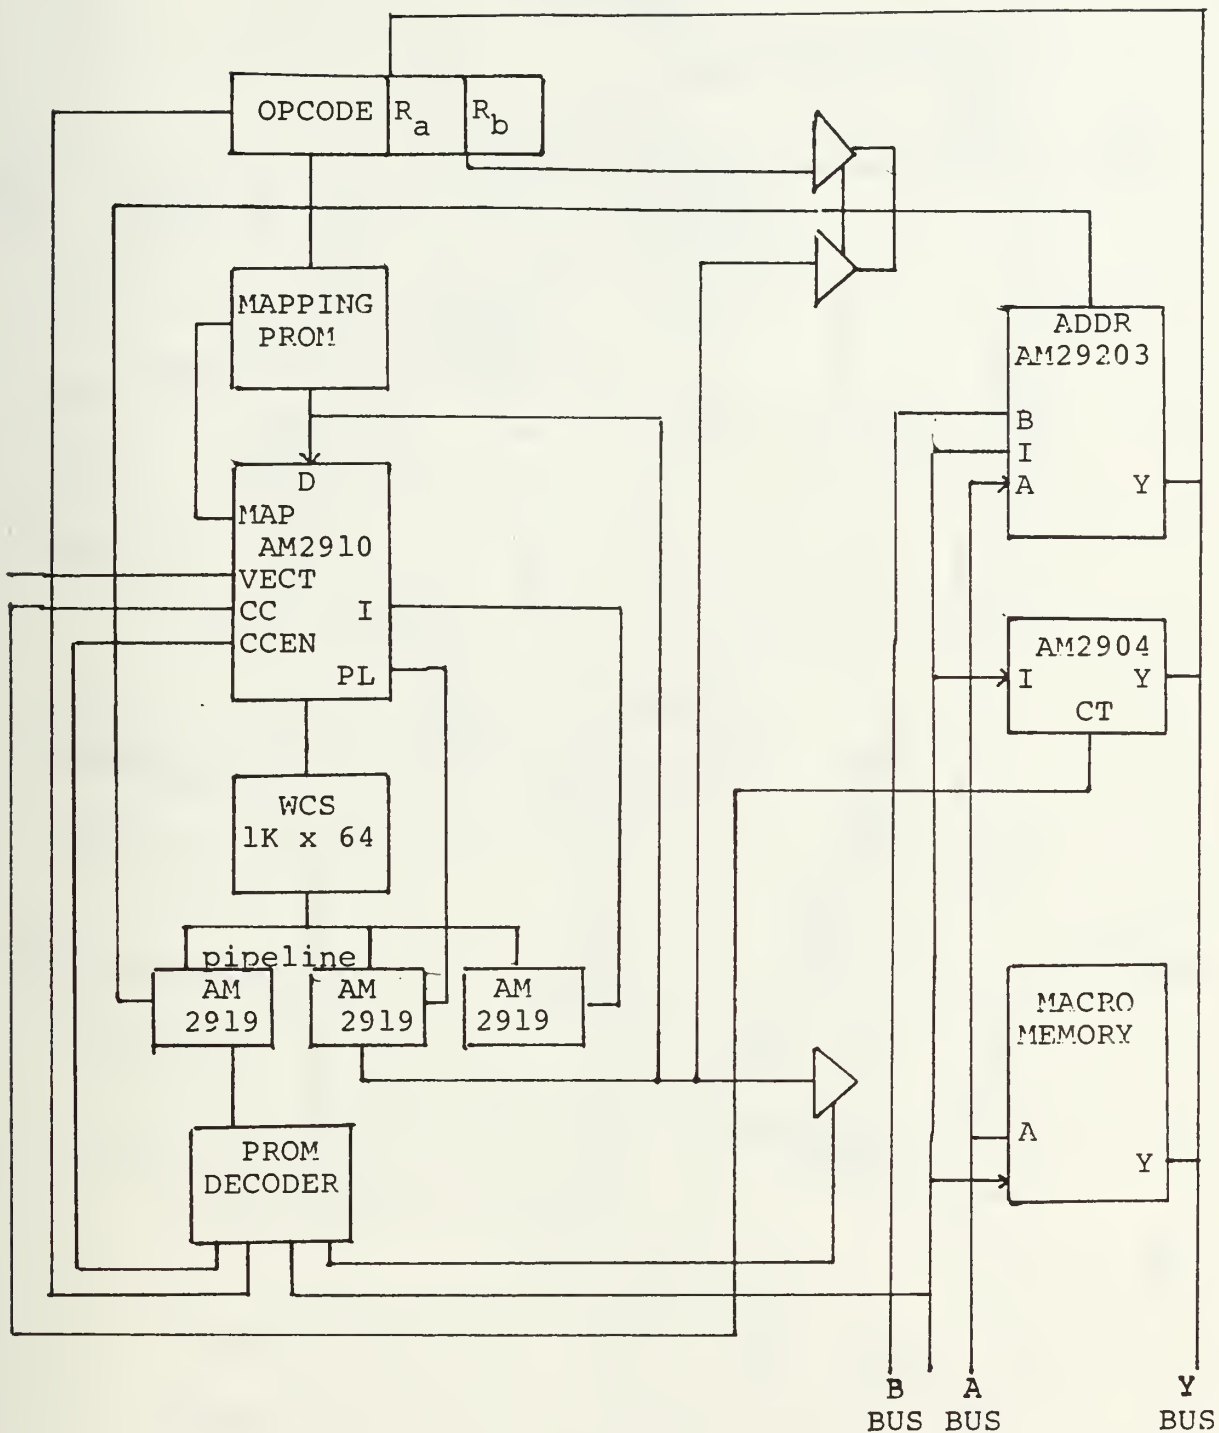 OPCODE
Ra
Rb
MAPPING
PROM
D
MAP
AM2910
VECT
CC
I
CCEN
PL
WCS
1K x 64
pipeline
AM
2919
AM
2919
AM
2919
PROM
DECODER
ADDR
AM29203
B
I
A
Y
AM2904
I
Y
CT
MACRO
MEMORY
A
Y
B
BUS
A
BUS
Y
BUS